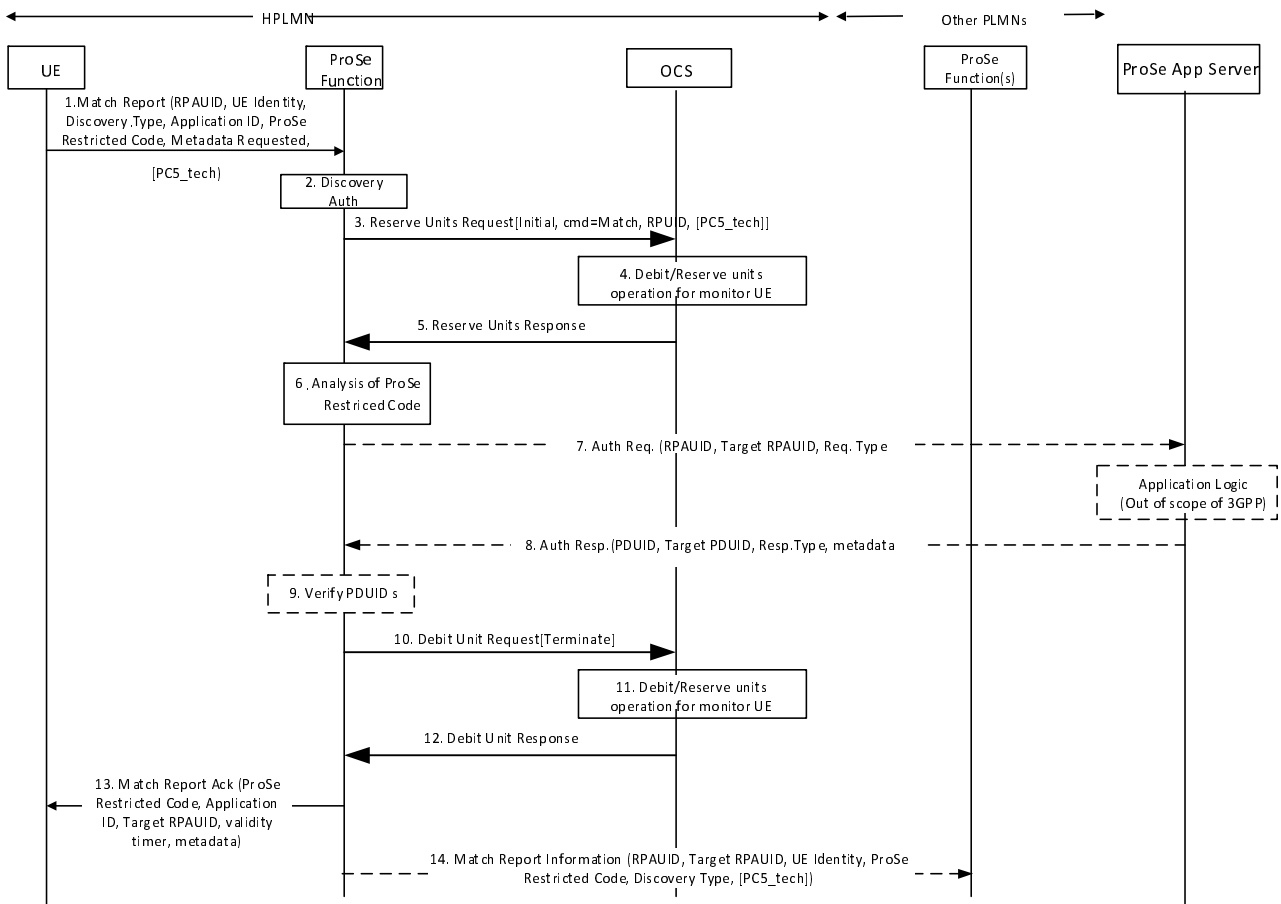 HPLMN
Other PLMNs
UE
ProSe
Function
OCS
ProSe
Function(s)
ProSe App Server
1.Match Report (RPAUID, UE Identity,
Discovery.Type, Application ID, ProSe
Restricted Code, Metadata Requested,
[PC5_tech)
2. Discovery
Auth
3. Reserve Units Request[Initial, cmd=Match, RPUID, [PC5_tech]]
4. Debit/Reserve units
operation for monitor UE
5. Reserve Units Response
6 . Analysis of ProSe
Restriced Code
7. Auth Req. (RPAUID, Target RPAUID, Req. Type
Application Logic
(Out of scope of 3GPP)
8. Auth Resp.(PDUID, Target PDUID, Resp.Type, metadata
9. Verify PDUID s
10. Debit Unit Request[Terminate]
11. Debit/Reserve units
operation for monitor UE
12. Debit Unit Response
13. Match Report Ack (ProSe
Restricted Code, Application
ID, Target RPAUID, validity
timer, metadata)
14. Match Report Information (RPAUID, Target RPAUID, UE Identity, ProSe
Restricted Code, Discovery Type, [PC5_tech])